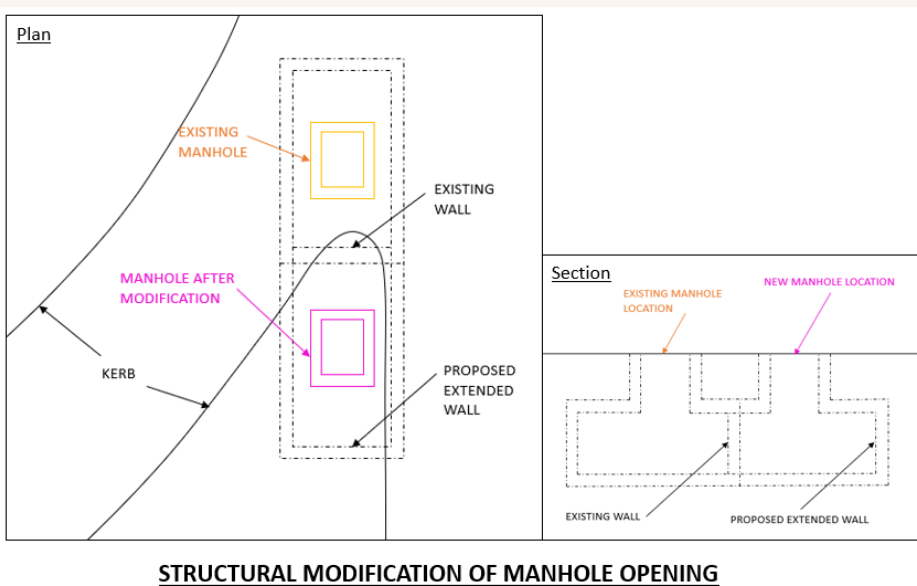 Plan
EXISTING
MANHOLE
EXISTING
WALL
MANHOLE AFTER
MODIFICATION
KERB
PROPOSED
EXTENDED
WALL
Section
EXISTING MANHOLE
LOCATION
NEW MANHOLE LOCATION
EXISTING WALL
PROPOSED EXTENDED WALL
STRUCTURAL MODIFICATION OF MANHOLE OPENING